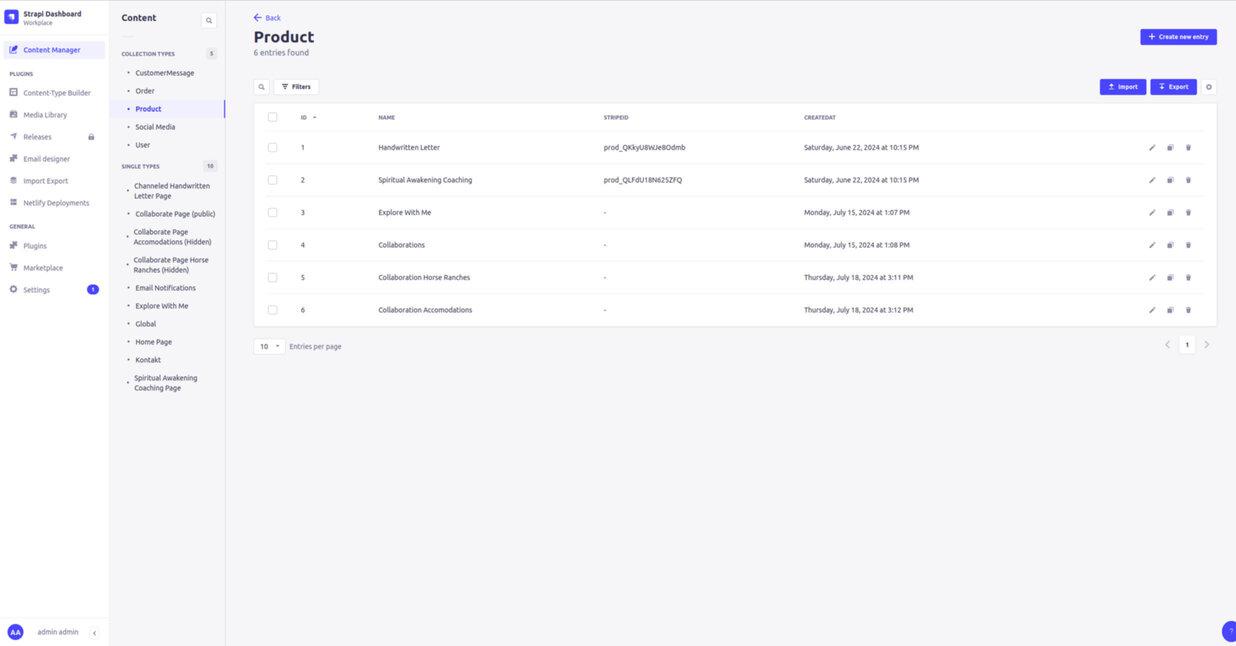 Strapi Dashboard
Workplace
Content Manager
PLUGINS
Content-Type Builder
Media Library
Releases
Email designer
Import Export
Netlify Deployments
GENERAL
Plugins
Marketplace
Settings
1
AA
admin admin
Content
COLLECTION TYPES
5
CustomerMessage
Order
Product
Social Media
User
SINGLE TYPES
10
Channeled Handwritten
Letter Page
Collaborate Page (public)
Collaborate Page
Accomodations (Hidden)
Collaborate Page Horse
Ranches (Hidden)
Email Notifications
Explore With Me
Global
Home Page
Kontakt
Spiritual Awakening
Coaching Page
Back
Product
6 entries found
Create new entry
Filters
Import
Export
ID NAME STRIPEID CREATEDAT
1 Handwritten Letter prod_QKkyU8WJe8Odmb Saturday, June 22, 2024 at 10:15 PM
2 Spiritual Awakening Coaching prod_QLFdU18N625ZFQ Saturday, June 22, 2024 at 10:15 PM
3 Explore With Me - Monday, July 15, 2024 at 1:07 PM
4 Collaborations - Monday, July 15, 2024 at 1:08 PM
5 Collaboration Horse Ranches - Thursday, July 18, 2024 at 3:11 PM
6 Collaboration Accomodations - Thursday, July 18, 2024 at 3:12 PM
10 Entries per page
1
?